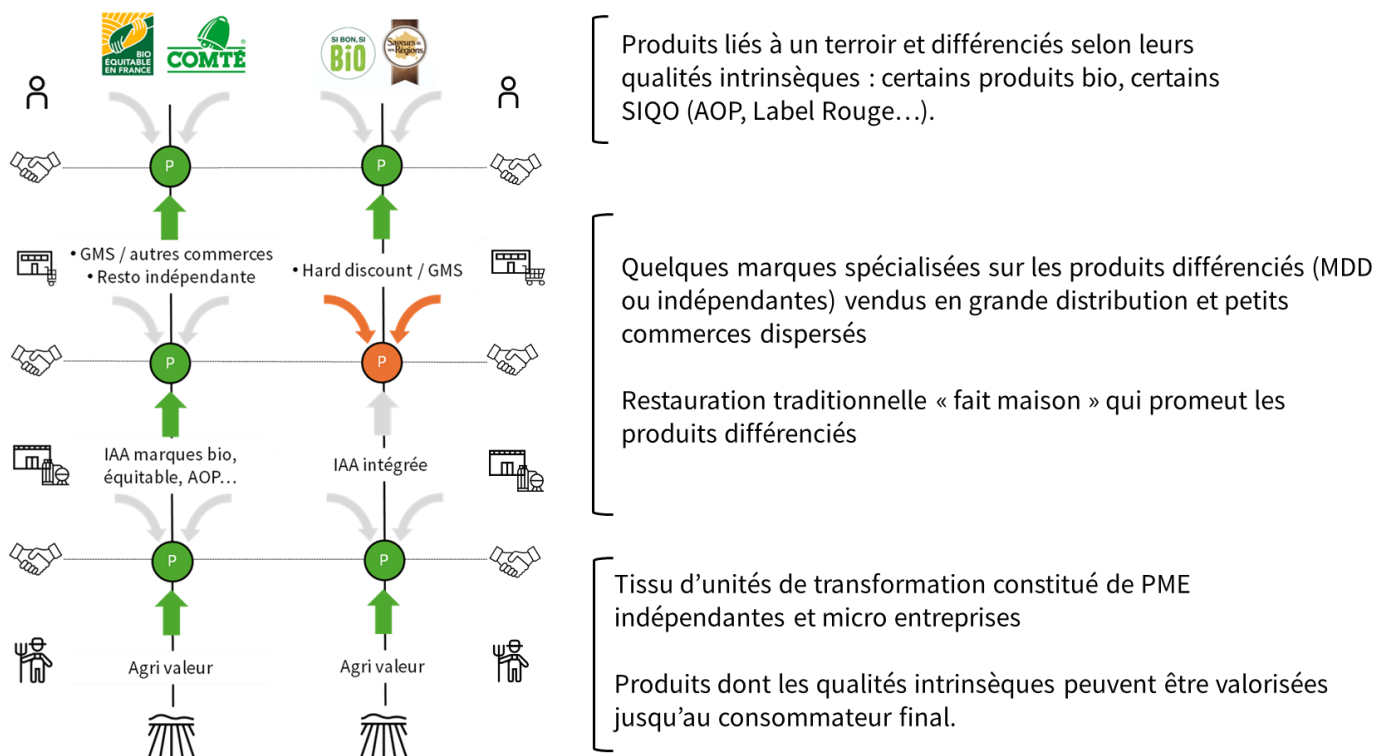 BIO
ÉQUITABLE
EN FRANCE
COMTÉ
SI BON, SI
BiO
Saveurs de
nos Régions
Produits liés à un terroir et différenciés selon leurs
qualités intrinsèques : certains produits bio, certains
SIQO (AOP, Label Rouge…).
P
P
• GMS / autres commerces
• Resto indépendante
• Hard discount / GMS
Quelques marques spécialisées sur les produits différenciés (MDD
ou indépendantes) vendus en grande distribution et petits
commerces dispersés
P
P
Restauration traditionnelle « fait maison » qui promeut les
produits différenciés
IAA marques bio,
équitable, AOP…
IAA intégrée
P
P
Tissu d’unités de transformation constitué de PME
indépendantes et micro entreprises
Agri valeur
Agri valeur
Produits dont les qualités intrinsèques peuvent être valorisées
jusqu’au consommateur final.